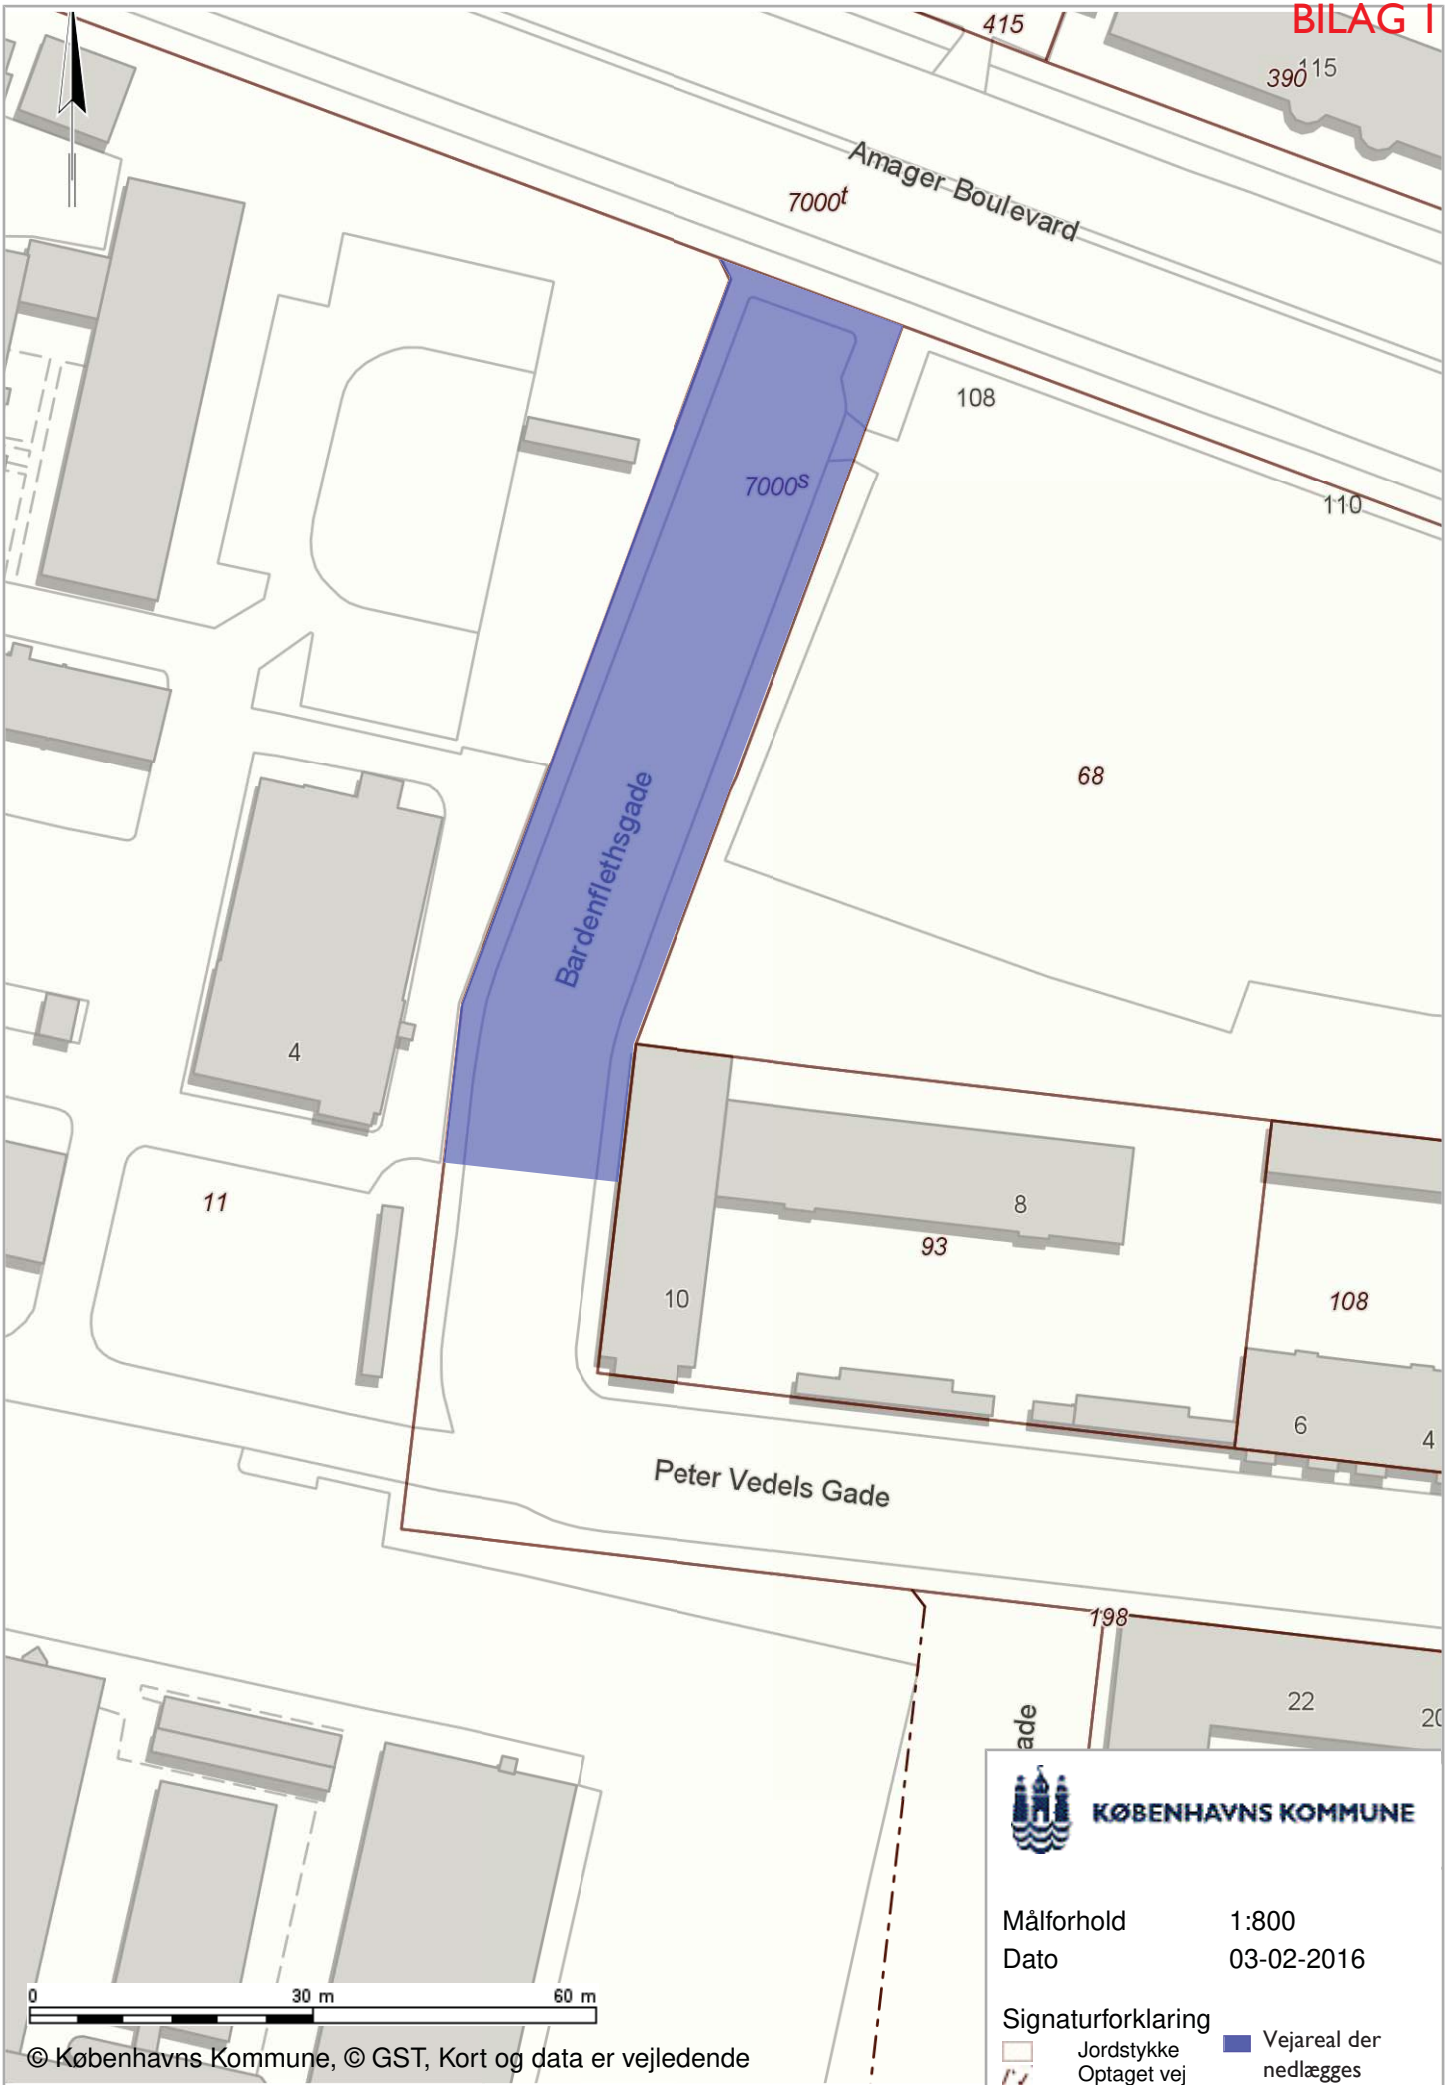 BILAG 1
415
390
115
Amager Boulevard
7000t
108
7000s
110
68
Bardenflethsgade
4
11
8
93
10
108
6
4
Peter Vedels Gade
198
22
20
ade
KØBENHAVNS KOMMUNE
Målforhold 1:800
Dato 03-02-2016
Signaturforklaring
Jordstykke
Optaget vej
Vejareal der
nedlægges
0 30 m 60 m
© Københavns Kommune, © GST, Kort og data er vejledende